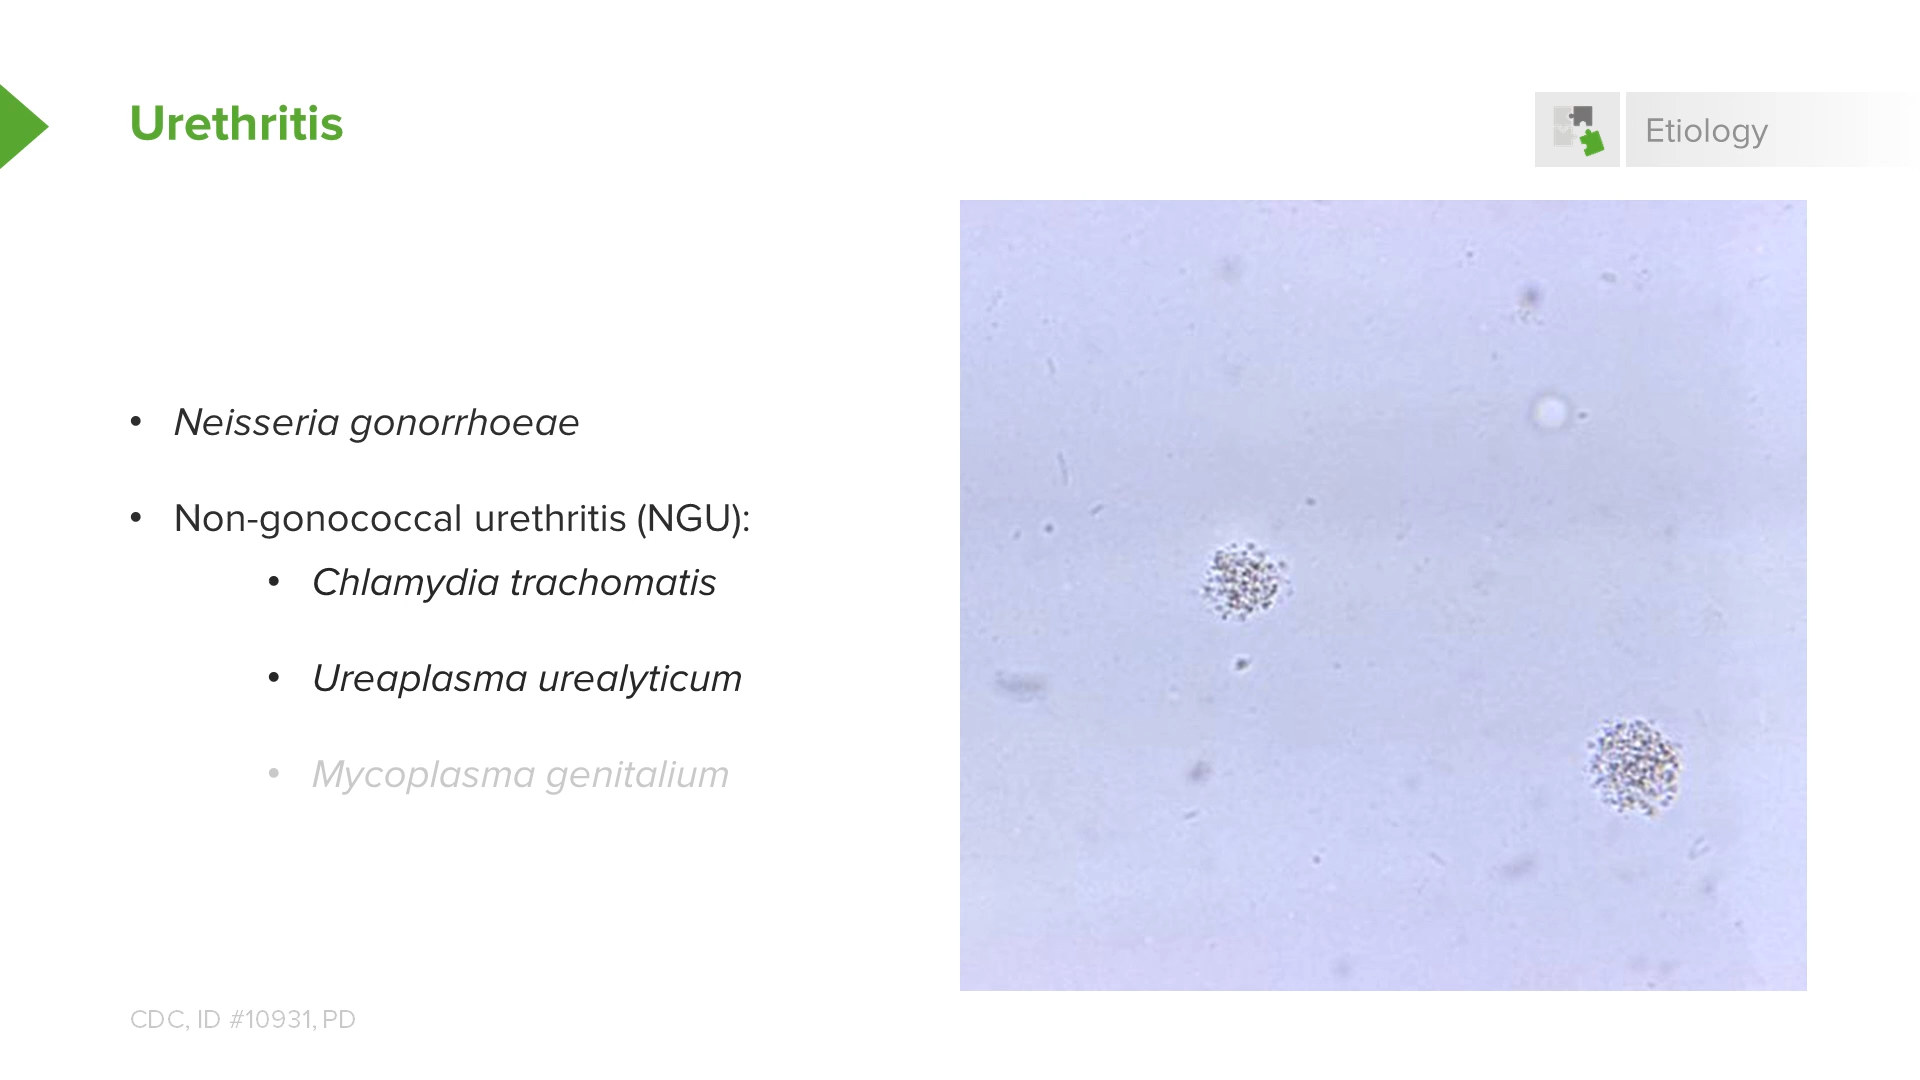 Urethritis
Etiology
• Neisseria gonorrhoeae
• Non-gonococcal urethritis (NGU):
• Chlamydia trachomatis
• Ureaplasma urealyticum
• Mycoplasma genitalium
CDC, ID #10931, PD